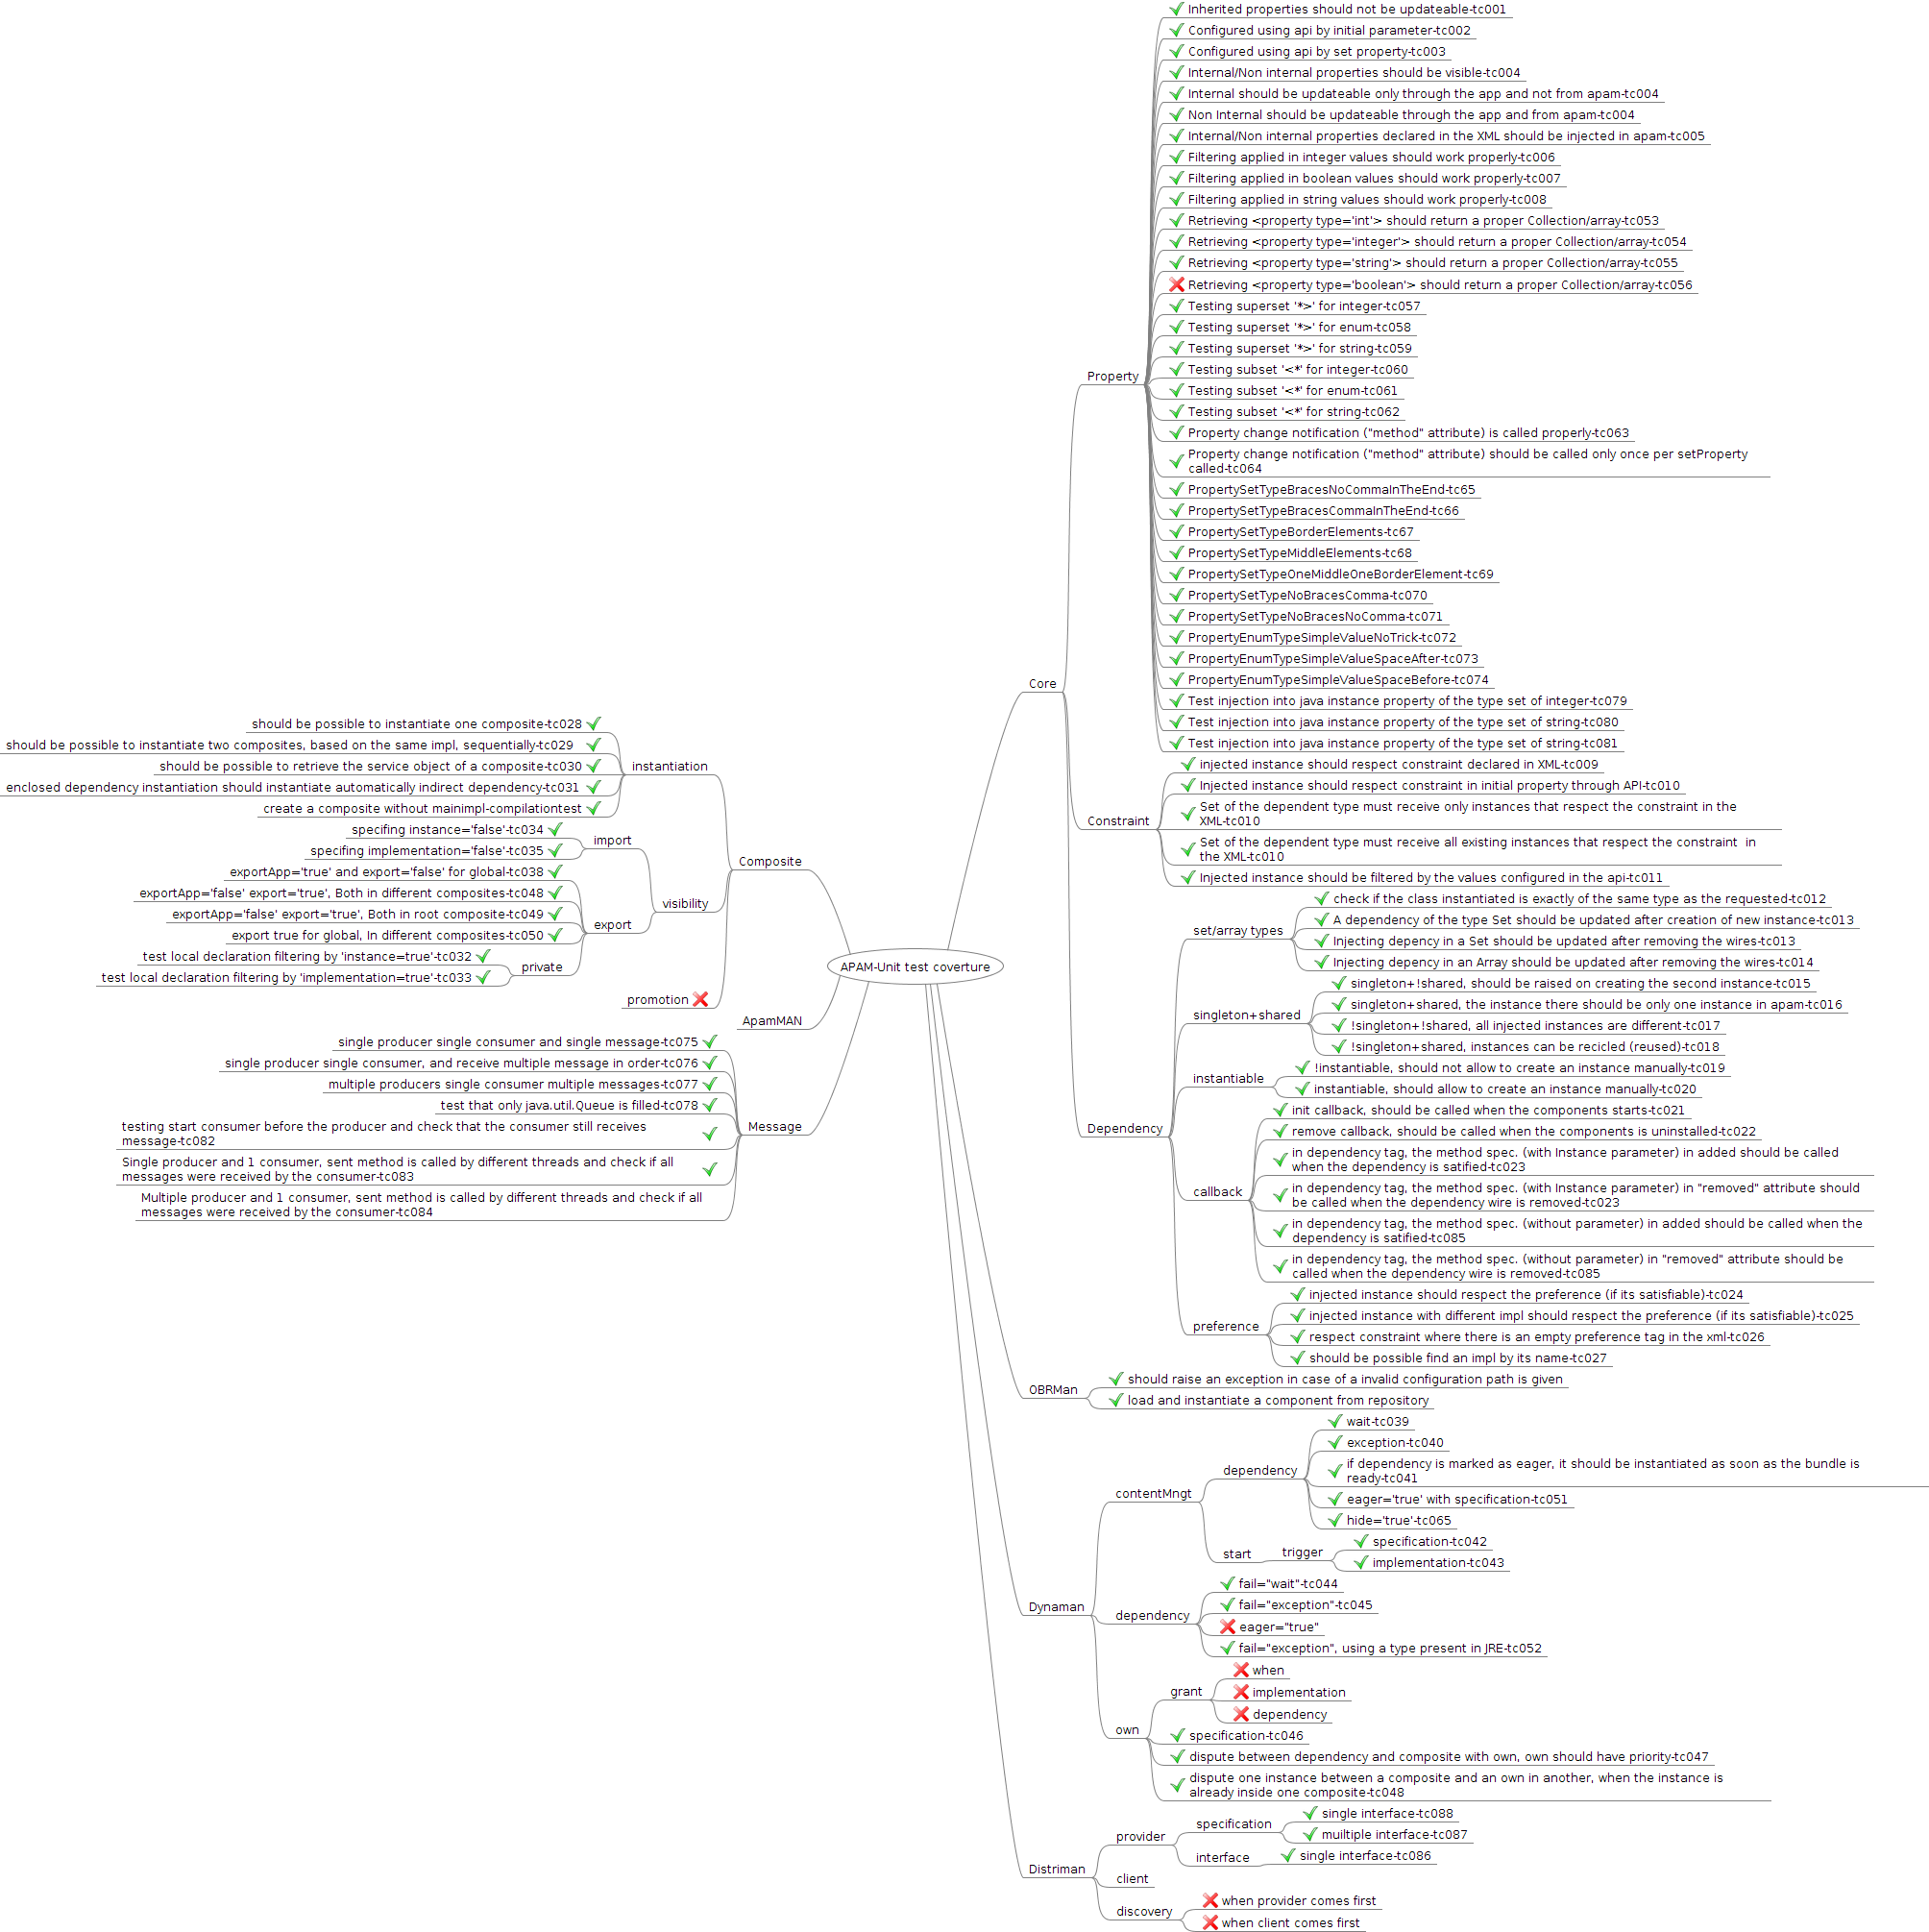 APAM-Unit test coverture
Core
Property
Inherited properties should not be updateable-tc001
Configured using api by initial parameter-tc002
Configured using api by set property-tc003
Internal/Non internal properties should be visible-tc004
Internal should be updateable only through the app and not from apam-tc004
Non Internal should be updateable through the app and from apam-tc004
Internal/Non internal properties declared in the XML should be injected in apam-tc005
Filtering applied in integer values should work properly-tc006
Filtering applied in boolean values should work properly-tc007
Filtering applied in string values should work properly-tc008
Retrieving <property type='int'> should return a proper Collection/array-tc053
Retrieving <property type='integer'> should return a proper Collection/array-tc054
Retrieving <property type='string'> should return a proper Collection/array-tc055
Retrieving <property type='boolean'> should return a proper Collection/array-tc056
Testing superset '*>' for integer-tc057
Testing superset '*>' for enum-tc058
Testing superset '*>' for string-tc059
Testing subset '<*' for integer-tc060
Testing subset '<*' for enum-tc061
Testing subset '<*' for string-tc062
Property change notification ("method" attribute) is called properly-tc063
Property change notification ("method" attribute) should be called only once per setProperty
called-tc064
PropertySetTypeBracesNoCommaInTheEnd-tc65
PropertySetTypeBracesCommaInTheEnd-tc66
PropertySetTypeBorderElements-tc67
PropertySetTypeMiddleElements-tc68
PropertySetTypeOneMiddleOneBorderElement-tc69
PropertySetTypeNoBracesComma-tc070
PropertySetTypeNoBracesNoComma-tc071
PropertyEnumTypeSimpleValueNoTrick-tc072
PropertyEnumTypeSimpleValueSpaceAfter-tc073
PropertyEnumTypeSimpleValueSpaceBefore-tc074
Test injection into java instance property of the type set of integer-tc079
Test injection into java instance property of the type set of string-tc080
Test injection into java instance property of the type set of string-tc081
Constraint
injected instance should respect constraint declared in XML-tc009
Injected instance should respect constraint in initial property through API-tc010
Set of the dependent type must receive only instances that respect the constraint in the
XML-tc010
Set of the dependent type must receive all existing instances that respect the constraint  in
the XML-tc010
Injected instance should be filtered by the values configured in the api-tc011
Dependency
set/array types
check if the class instantiated is exactly of the same type as the requested-tc012
A dependency of the type Set should be updated after creation of new instance-tc013
Injecting depency in a Set should be updated after removing the wires-tc013
Injecting depency in an Array should be updated after removing the wires-tc014
singleton+shared
singleton+!shared, should be raised on creating the second instance-tc015
singleton+shared, the instance there should be only one instance in apam-tc016
!singleton+!shared, all injected instances are different-tc017
!singleton+shared, instances can be recicled (reused)-tc018
instantiable
!instantiable, should not allow to create an instance manually-tc019
instantiable, should allow to create an instance manually-tc020
callback
init callback, should be called when the components starts-tc021
remove callback, should be called when the components is uninstalled-tc022
in dependency tag, the method spec. (with Instance parameter) in added should be called
when the dependency is satified-tc023
in dependency tag, the method spec. (with Instance parameter) in "removed" attribute should
be called when the dependency wire is removed-tc023
in dependency tag, the method spec. (without parameter) in added should be called when the
dependency is satified-tc085
in dependency tag, the method spec. (without parameter) in "removed" attribute should be
called when the dependency wire is removed-tc085
preference
injected instance should respect the preference (if its satisfiable)-tc024
injected instance with different impl should respect the preference (if its satisfiable)-tc025
respect constraint where there is an empty preference tag in the xml-tc026
should be possible find an impl by its name-tc027
OBRMan
should raise an exception in case of a invalid configuration path is given
load and instantiate a component from repository
Dynaman
contentMngt
dependency
wait-tc039
exception-tc040
if dependency is marked as eager, it should be instantiated as soon as the bundle is
ready-tc041
eager='true' with specification-tc051
hide='true'-tc065
start
trigger
specification-tc042
implementation-tc043
dependency
fail="wait"-tc044
fail="exception"-tc045
eager="true"
fail="exception", using a type present in JRE-tc052
own
grant
when
implementation
dependency
specification-tc046
dispute between dependency and composite with own, own should have priority-tc047
dispute one instance between a composite and an own in another, when the instance is
already inside one composite-tc048
Distriman
provider
specification
single interface-tc088
muiltiple interface-tc087
interface
single interface-tc086
client
discovery
when provider comes first
when client comes first
Composite
instantiation
should be possible to instantiate one composite-tc028
should be possible to instantiate two composites, based on the same impl, sequentially-tc029
should be possible to retrieve the service object of a composite-tc030
enclosed dependency instantiation should instantiate automatically indirect dependency-tc031
create a composite without mainimpl-compilationtest
visibility
import
specifing instance='false'-tc034
specifing implementation='false'-tc035
export
exportApp='true' and export='false' for global-tc038
exportApp='false' export='true', Both in different composites-tc048
exportApp='false' export='true', Both in root composite-tc049
export true for global, In different composites-tc050
private
test local declaration filtering by 'instance=true'-tc032
test local declaration filtering by 'implementation=true'-tc033
promotion
ApamMAN
Message
single producer single consumer and single message-tc075
single producer single consumer, and receive multiple message in order-tc076
multiple producers single consumer multiple messages-tc077
test that only java.util.Queue is filled-tc078
testing start consumer before the producer and check that the consumer still receives
message-tc082
Single producer and 1 consumer, sent method is called by different threads and check if all
messages were received by the consumer-tc083
Multiple producer and 1 consumer, sent method is called by different threads and check if all
messages were received by the consumer-tc084